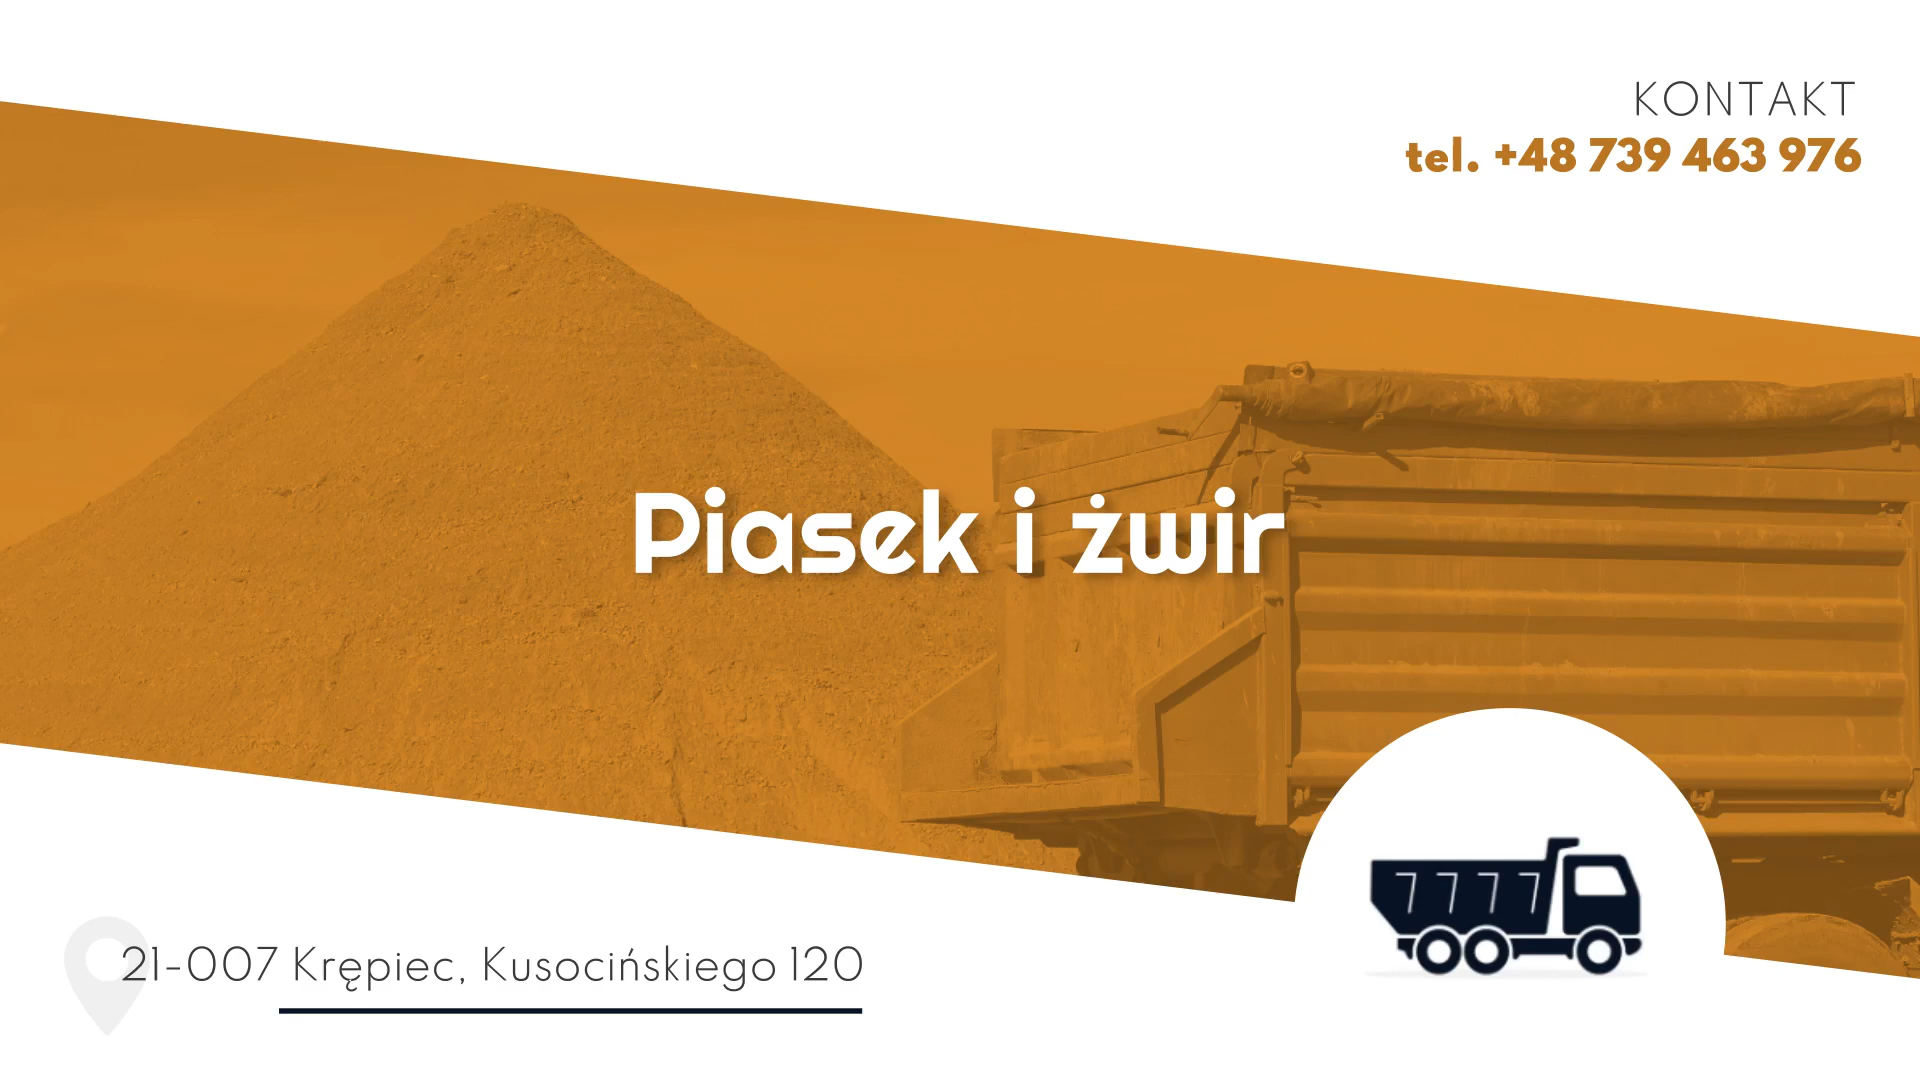 KONTAKT
tel. +48 739 463 976
Piasek i żwir
21-007 Krępiec, Kusocińskiego 120